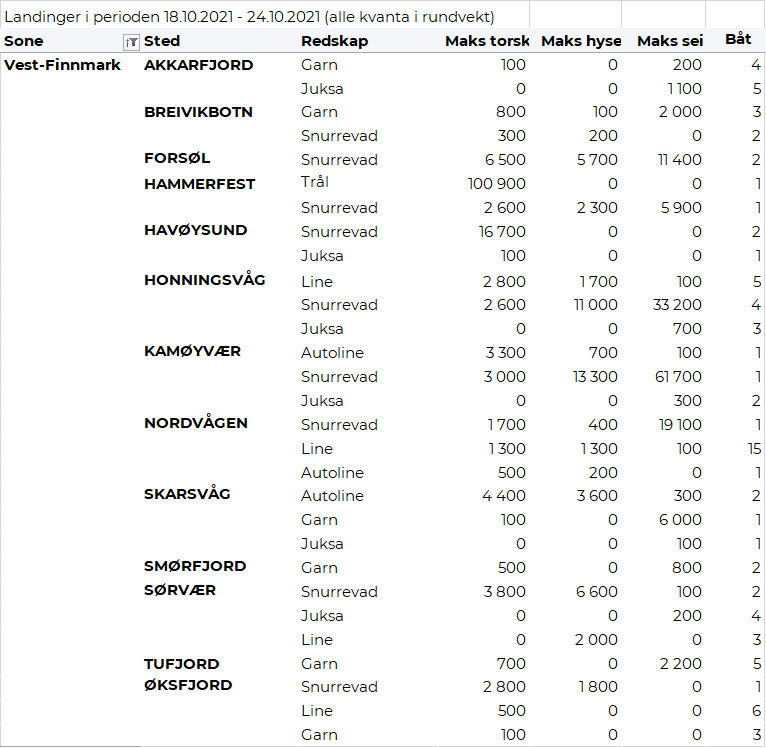 Landinger i perioden 18.10.2021 - 24.10.2021 (alle kvanta i rundvekt)
Sone Sted Redskap Maks torsk Maks hyse Maks sei Båt
Vest-Finnmark AKKARFJORD Garn 100 0 200 4
Juksa 0 0 1 100 5
BREIVIKBOTN Garn 800 100 2 000 3
Snurrevad 300 200 0 2
FORSØL Snurrevad 6 500 5 700 11 400 2
HAMMERFEST Trål 100 900 0 0 1
Snurrevad 2 600 2 300 5 900 1
HAVØYSUND Snurrevad 16 700 0 0 2
Juksa 100 0 0 1
HONNINGSVÅG Line 2 800 1 700 100 5
Snurrevad 2 600 11 000 33 200 4
Juksa 0 0 700 3
KAMØYVÆR Autoline 3 300 700 100 1
Snurrevad 3 000 13 300 61 700 1
Juksa 0 0 300 2
NORDVÅGEN Snurrevad 1 700 400 19 100 1
Line 1 300 1 300 100 15
Autoline 500 200 0 1
SKARSVÅG Autoline 4 400 3 600 300 2
Garn 100 0 6 000 1
Juksa 0 0 100 1
SMØRFJORD Garn 500 0 800 2
SØRVÆR Snurrevad 3 800 6 600 100 2
Juksa 0 0 200 4
Line 0 2 000 0 3
TUFJORD Garn 700 0 2 200 5
ØKSFJORD Snurrevad 2 800 1 800 0 1
Line 500 0 0 6
Garn 100 0 0 3